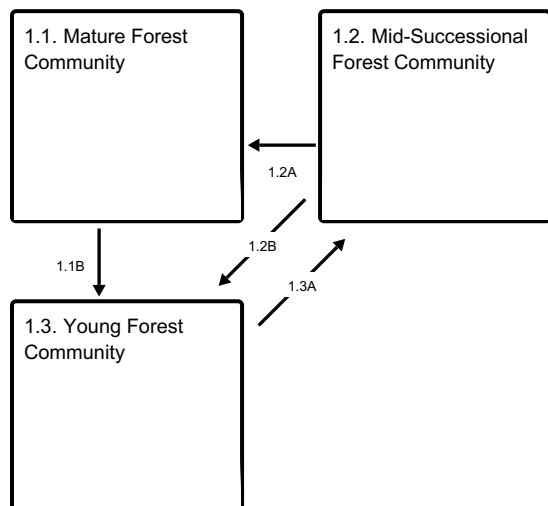 1.1. Mature Forest
Community
1.2. Mid-Successional
Forest Community
1.2A
1.2B
1.1B
1.3A
1.3. Young Forest
Community